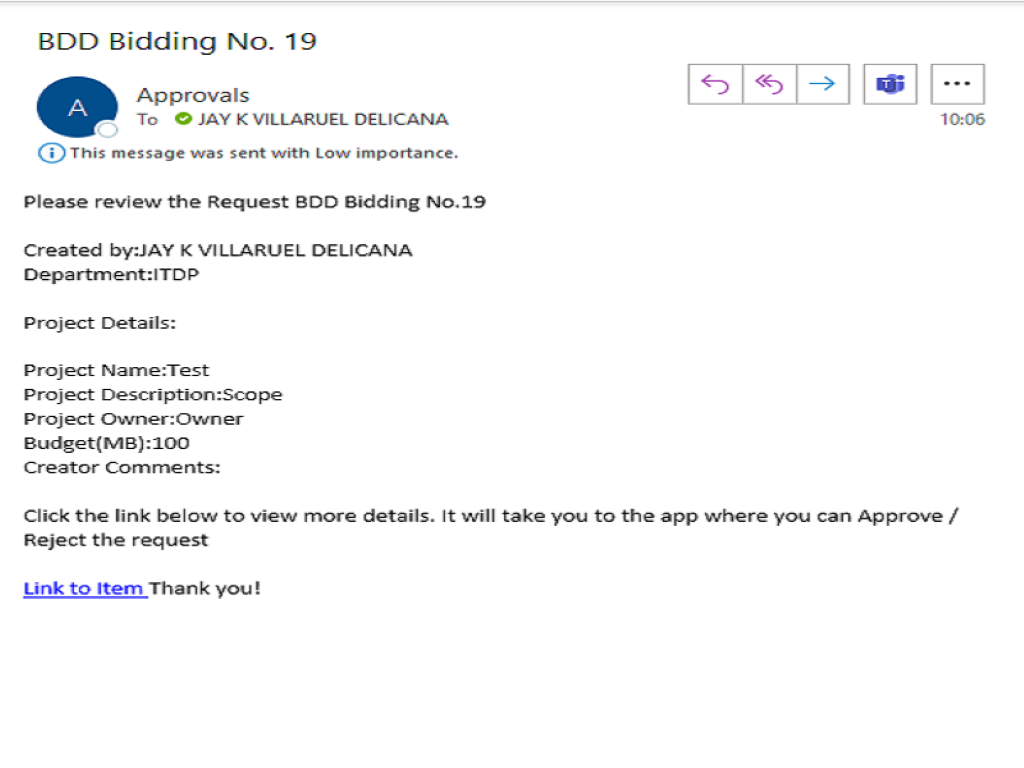 BDD Bidding No. 19
A
Approvals
To JAY K VILLARUEL DELICANA
10:06
This message was sent with Low importance.
Please review the Request BDD Bidding No.19
Created by:JAY K VILLARUEL DELICANA
Department:ITDP
Project Details:
Project Name:Test
Project Description:Scope
Project Owner:Owner
Budget(MB):100
Creator Comments:
Click the link below to view more details. It will take you to the app where you can Approve /
Reject the request
Link to Item Thank you!